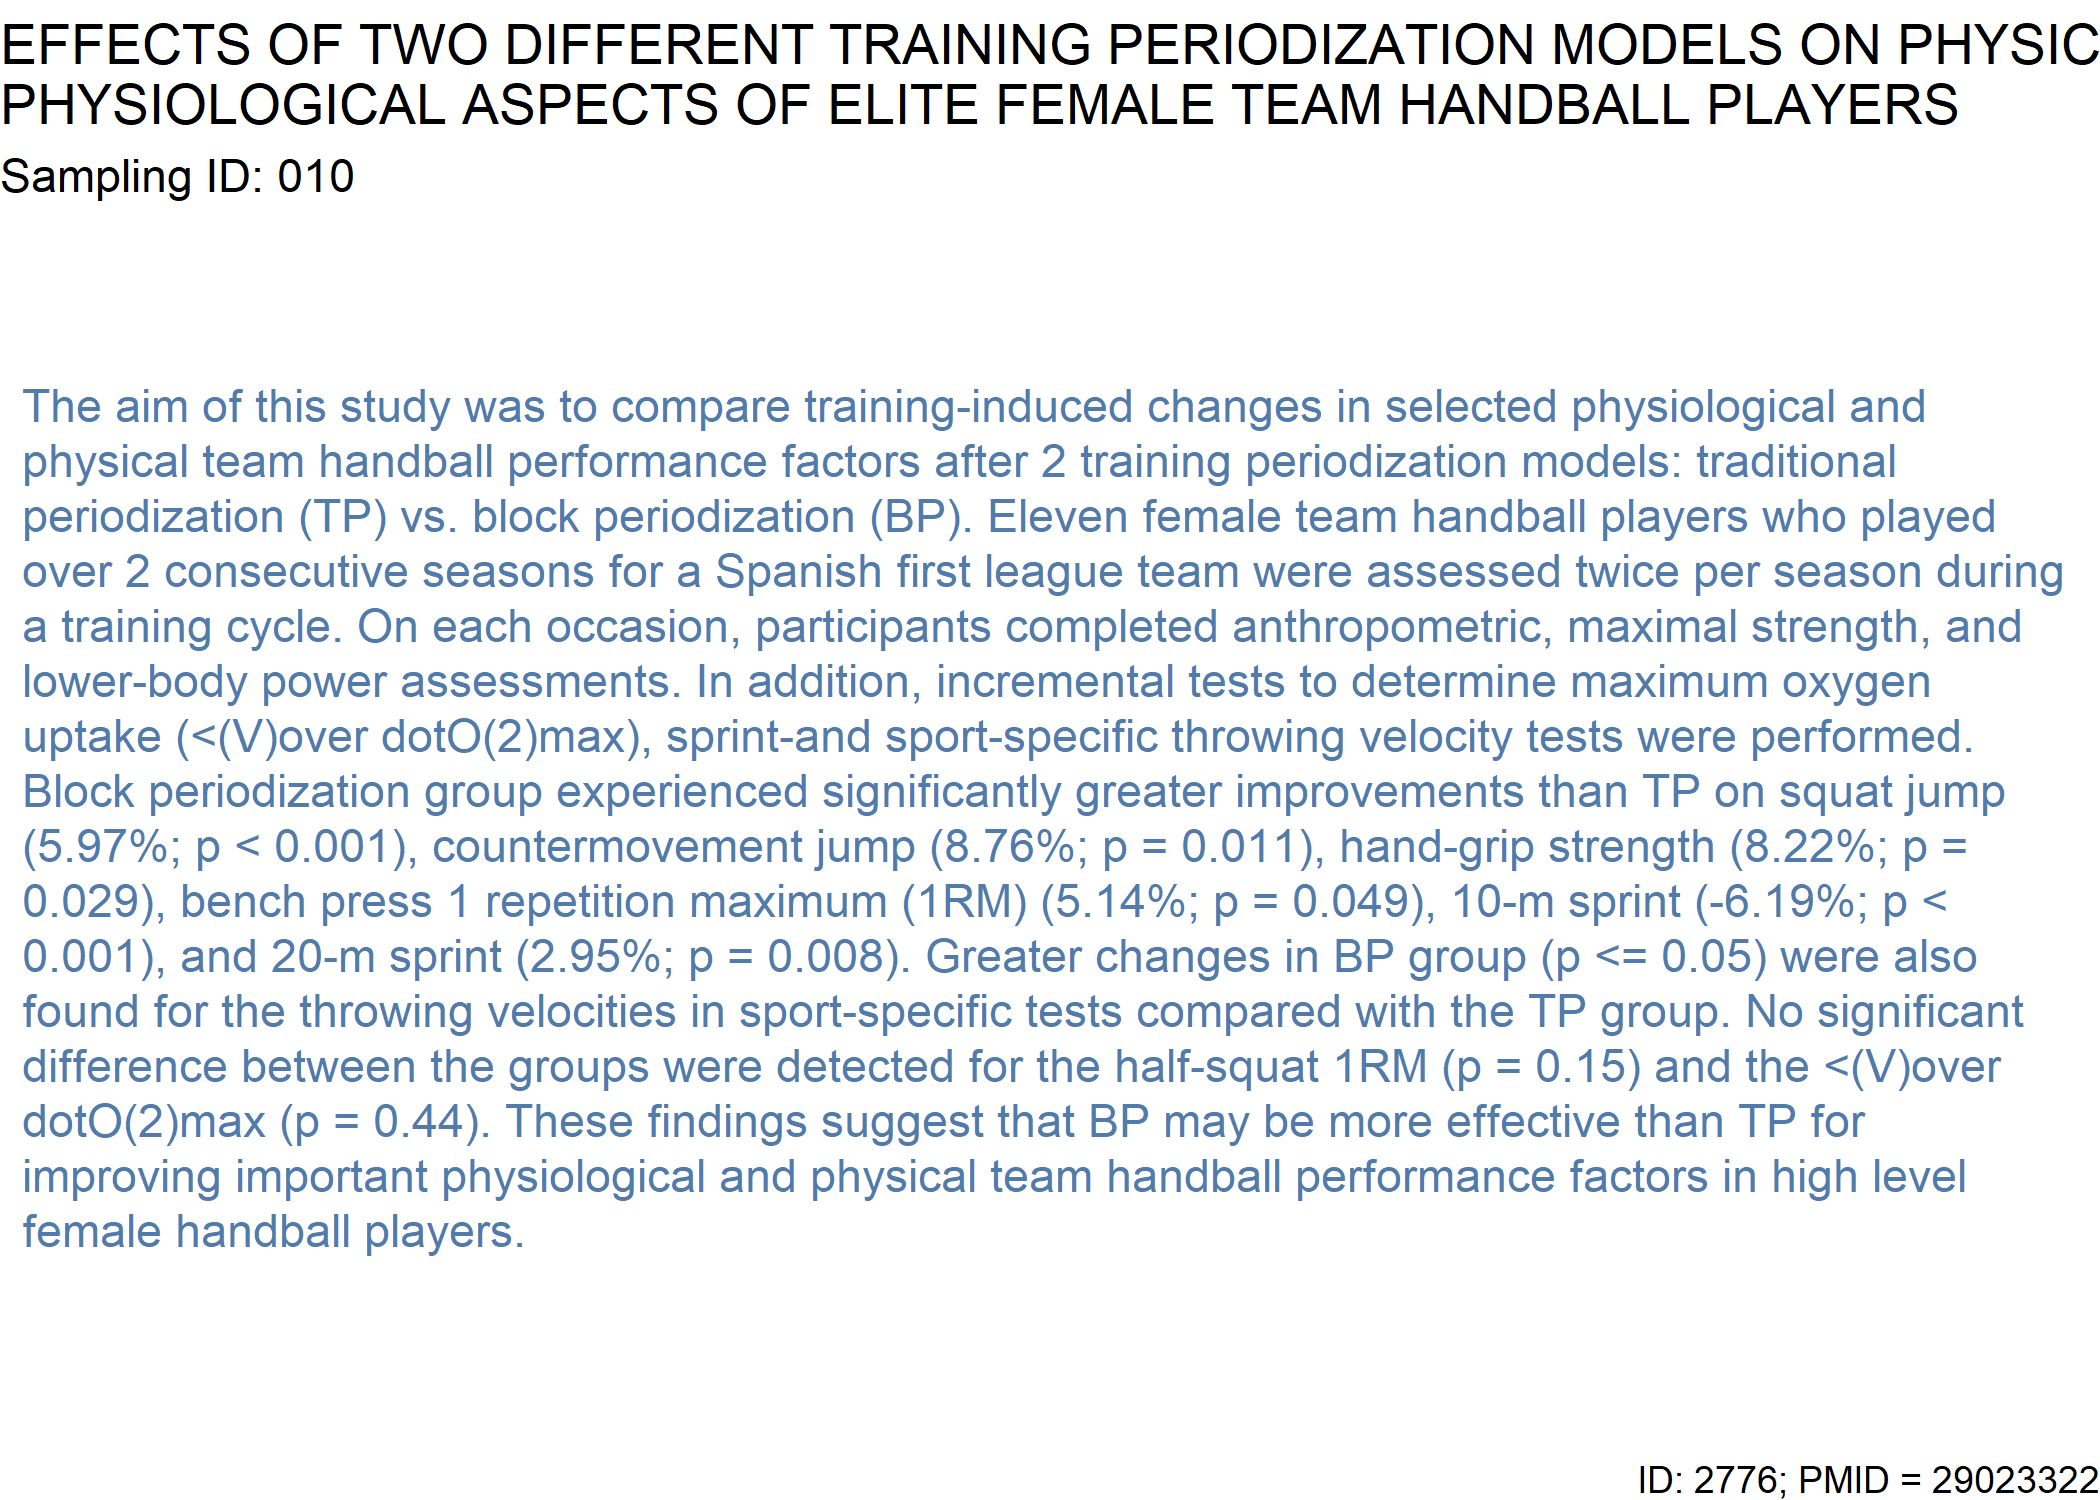 EFFECTS OF TWO DIFFERENT TRAINING PERIODIZATION MODELS ON PHYSIC
PHYSIOLOGICAL ASPECTS OF ELITE FEMALE TEAM HANDBALL PLAYERS
Sampling ID: 010
The aim of this study was to compare training-induced changes in selected physiological and
physical team handball performance factors after 2 training periodization models: traditional
periodization (TP) vs. block periodization (BP). Eleven female team handball players who played
over 2 consecutive seasons for a Spanish first league team were assessed twice per season during
a training cycle. On each occasion, participants completed anthropometric, maximal strength, and
lower-body power assessments. In addition, incremental tests to determine maximum oxygen
uptake (<(V)over dotO(2)max), sprint-and sport-specific throwing velocity tests were performed.
Block periodization group experienced significantly greater improvements than TP on squat jump
(5.97%; p < 0.001), countermovement jump (8.76%; p = 0.011), hand-grip strength (8.22%; p =
0.029), bench press 1 repetition maximum (1RM) (5.14%; p = 0.049), 10-m sprint (-6.19%; p <
0.001), and 20-m sprint (2.95%; p = 0.008). Greater changes in BP group (p <= 0.05) were also
found for the throwing velocities in sport-specific tests compared with the TP group. No significant
difference between the groups were detected for the half-squat 1RM (p = 0.15) and the <(V)over
dotO(2)max (p = 0.44). These findings suggest that BP may be more effective than TP for
improving important physiological and physical team handball performance factors in high level
female handball players.
ID: 2776; PMID = 29023322